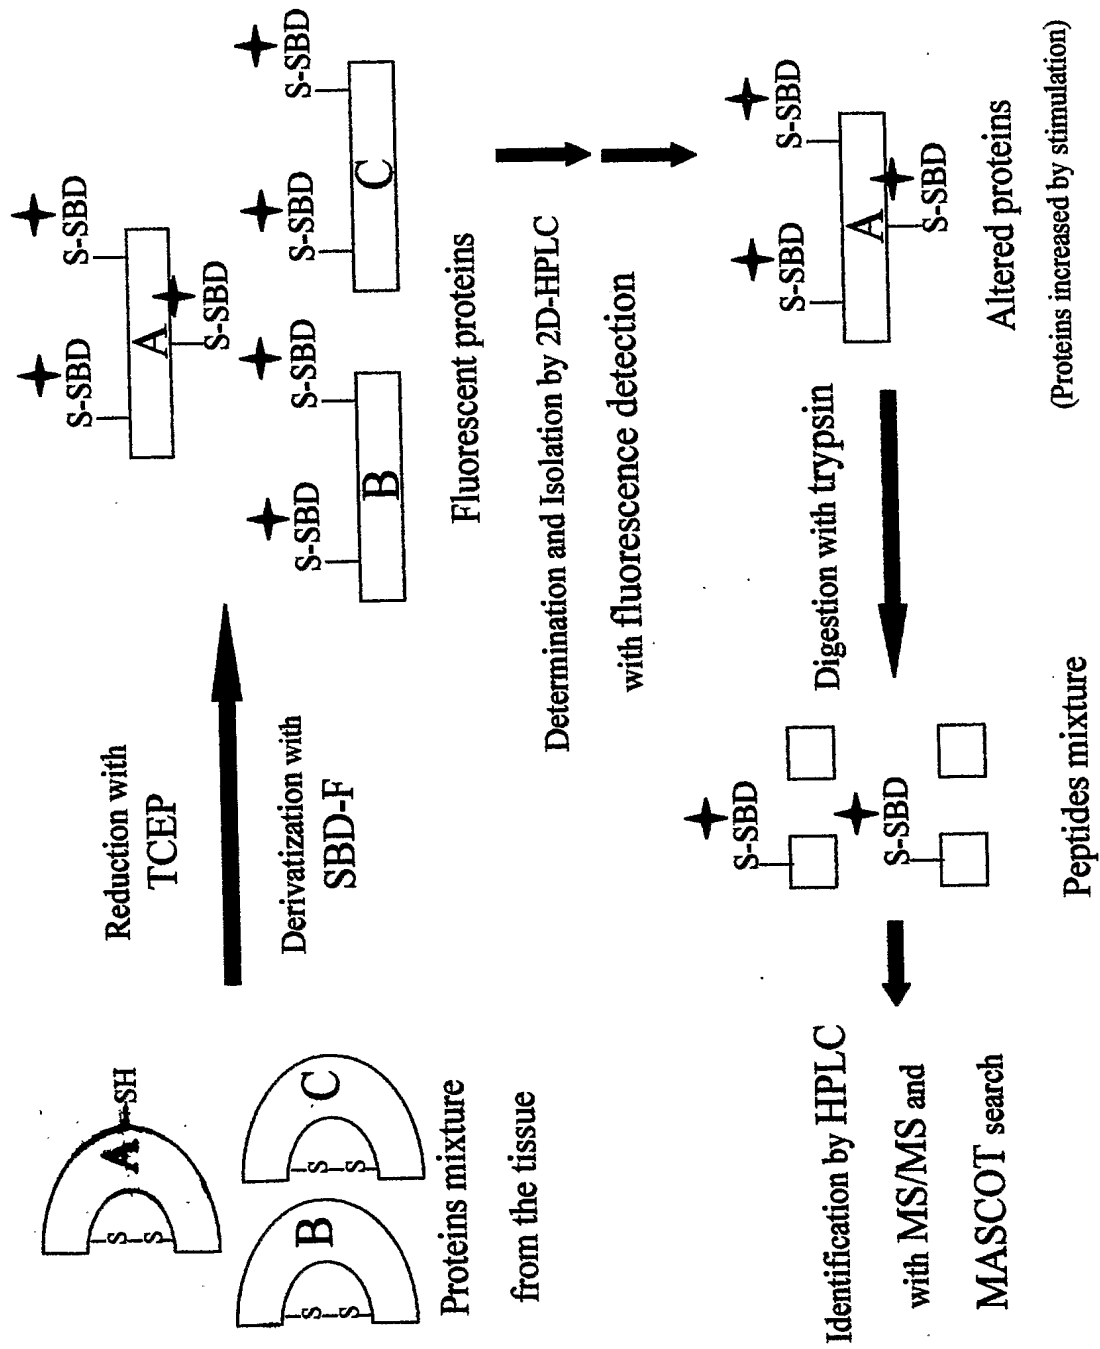 A
SH
S
S
B
S
S
C
S
S
Proteins mixture
from the tissue
Reduction with
TCEP
Derivatization with
SBD-F
S-SBD
S-SBD
A
S-SBD
S-SBD
S-SBD
B
S-SBD
S-SBD
C
Fluorescent proteins
Determination and Isolation by 2D-HPLC
with fluorescence detection
S-SBD
S-SBD
A
S-SBD
Altered proteins
(Proteins increased by stimulation)
Digestion with trypsin
S-SBD
S-SBD
Peptides mixture
Identification by HPLC
with MS/MS and
MASCOT search